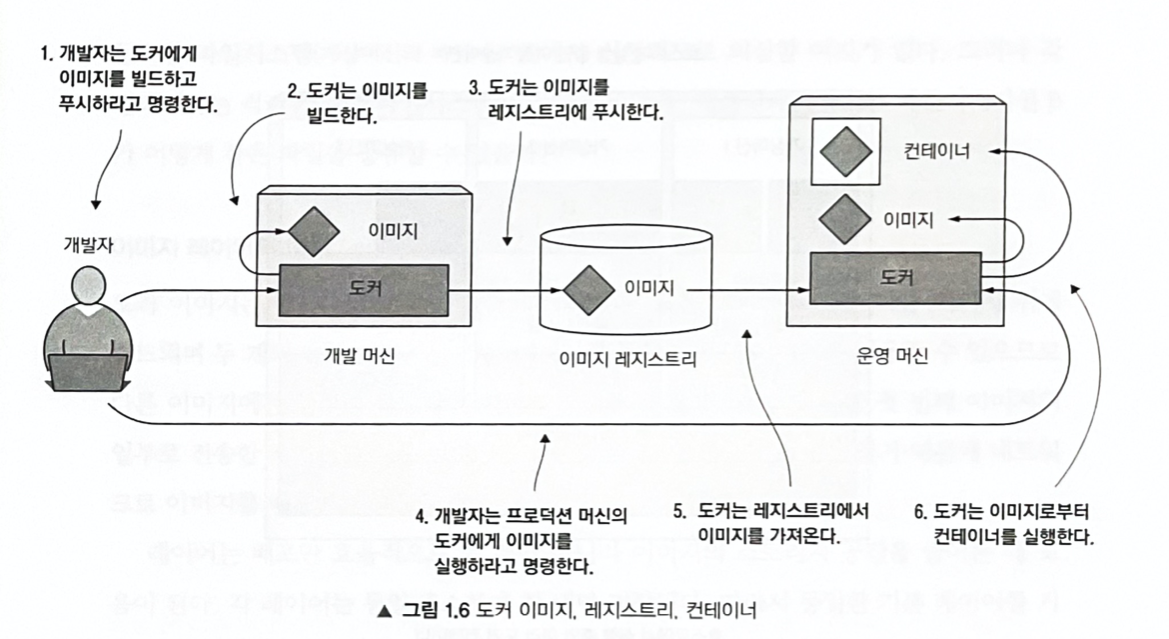 1. 개발자는 도커에게
이미지를 빌드하고
푸시하라고 명령한다.
2. 도커는 이미지를
빌드한다.
3. 도커는 이미지를
레지스트리에 푸시한다.
컨테이너
이미지
도커
운영 머신
개발자
이미지
도커
개발 머신
이미지
이미지 레지스트리
4. 개발자는 프로덕션 머신의
도커에게 이미지를
실행하라고 명령한다.
5. 도커는 레지스트리에서
이미지를 가져온다.
6. 도커는 이미지로부터
컨테이너를 실행한다.
▲ 그림 1.6 도커 이미지, 레지스트리, 컨테이너